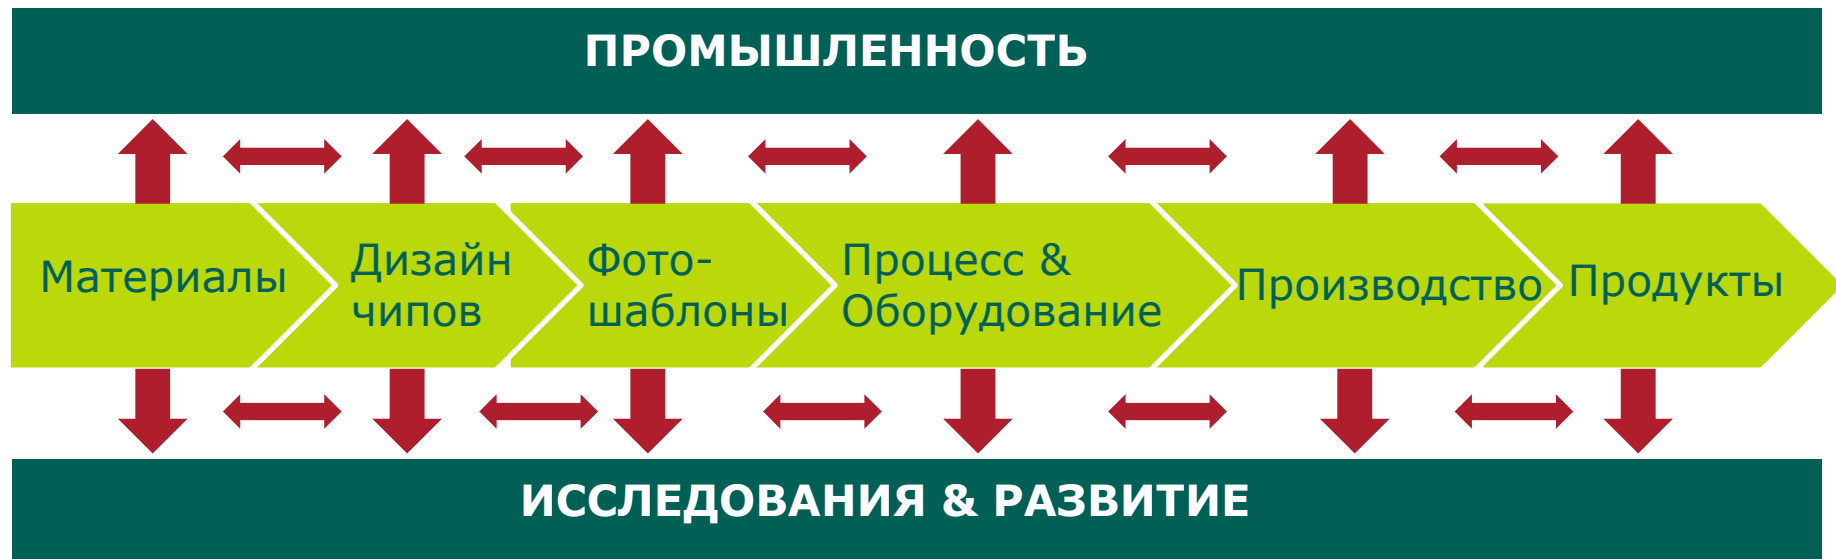 ПРОМЫШЛЕННОСТЬ
Материалы
Дизайн
чипов
Фото-
шаблоны
Процесс &
Оборудование
Производство
Продукты
ИССЛЕДОВАНИЯ & РАЗВИТИЕ